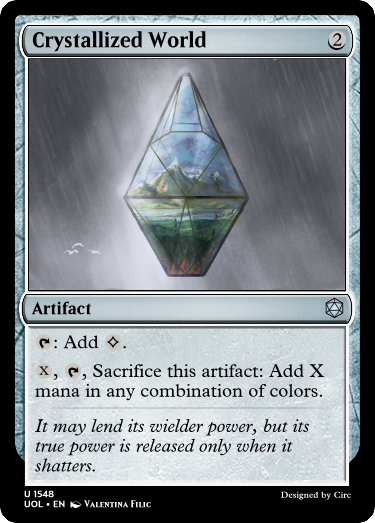 Crystallized World 2
Artifact
: Add .
X, , Sacrifice this artifact: Add X
mana in any combination of colors.
It may lend its wielder power, but its
true power is released only when it
shatters.
U 1548
UOL • EN Valentina Filic
Designed by Circ